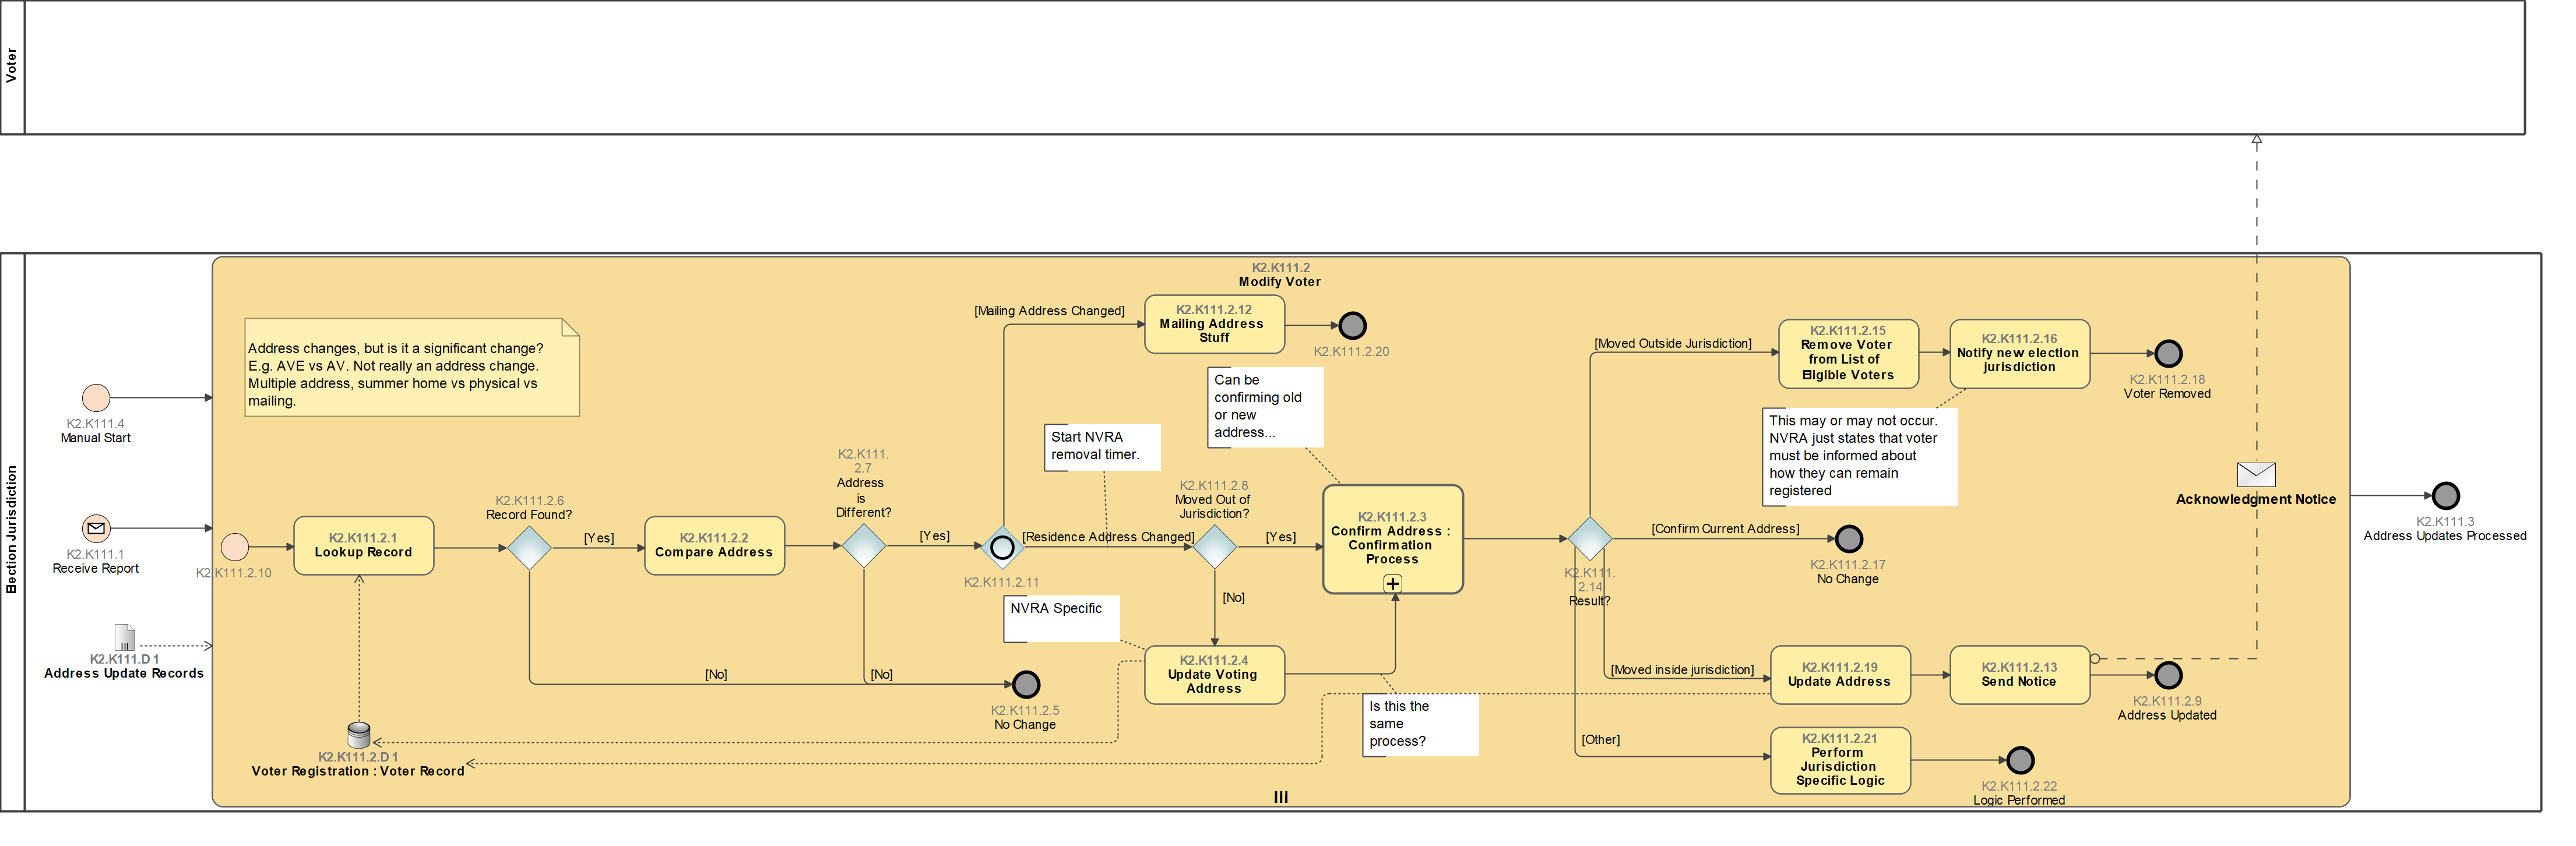 Voter
Election Jurisdiction
K2.K111.2
Modify Voter
Address changes, but is it a significant change?
E.g. AVE vs AV. Not really an address change.
Multiple address, summer home vs physical vs
mailing.
K2.K111.4
Manual Start
K2.K111.1
Receive Report
K2.K111.D 1
Address Update Records
K2.K111.2.10
K2.K111.2.1
Lookup Record
K2.K111.2.D 1
Voter Registration : Voter Record
K2.K111.2.6
Record Found?
[Yes]
[No]
K2.K111.2.2
Compare Address
K2.K111.
2.7
Address
is
Different?
[Yes]
[No]
K2.K111.2.11
[Mailing Address Changed]
K2.K111.2.12
Mailing Address
Stuff
K2.K111.2.20
Start NVRA
removal timer.
[Residence Address Changed]
K2.K111.2.5
No Change
K2.K111.2.8
Moved Out of
Jurisdiction?
[Yes]
[No]
NVRA Specific
K2.K111.2.4
Update Voting
Address
Can be
confirming old
or new
address...
K2.K111.2.3
Confirm Address :
Confirmation
Process
Is this the
same
process?
K2.K111.
2.14
Result?
[Moved Outside Jurisdiction]
K2.K111.2.15
Remove Voter
from List of
Eligible Voters
K2.K111.2.16
Notify new election
jurisdiction
K2.K111.2.18
Voter Removed
This may or may not occur.
NVRA just states that voter
must be informed about
how they can remain
registered
[Confirm Current Address]
K2.K111.2.17
No Change
[Moved inside jurisdiction]
K2.K111.2.19
Update Address
K2.K111.2.13
Send Notice
K2.K111.2.9
Address Updated
[Other]
K2.K111.2.21
Perform
Jurisdiction
Specific Logic
K2.K111.2.22
Logic Performed
Acknowledgment Notice
K2.K111.3
Address Updates Processed